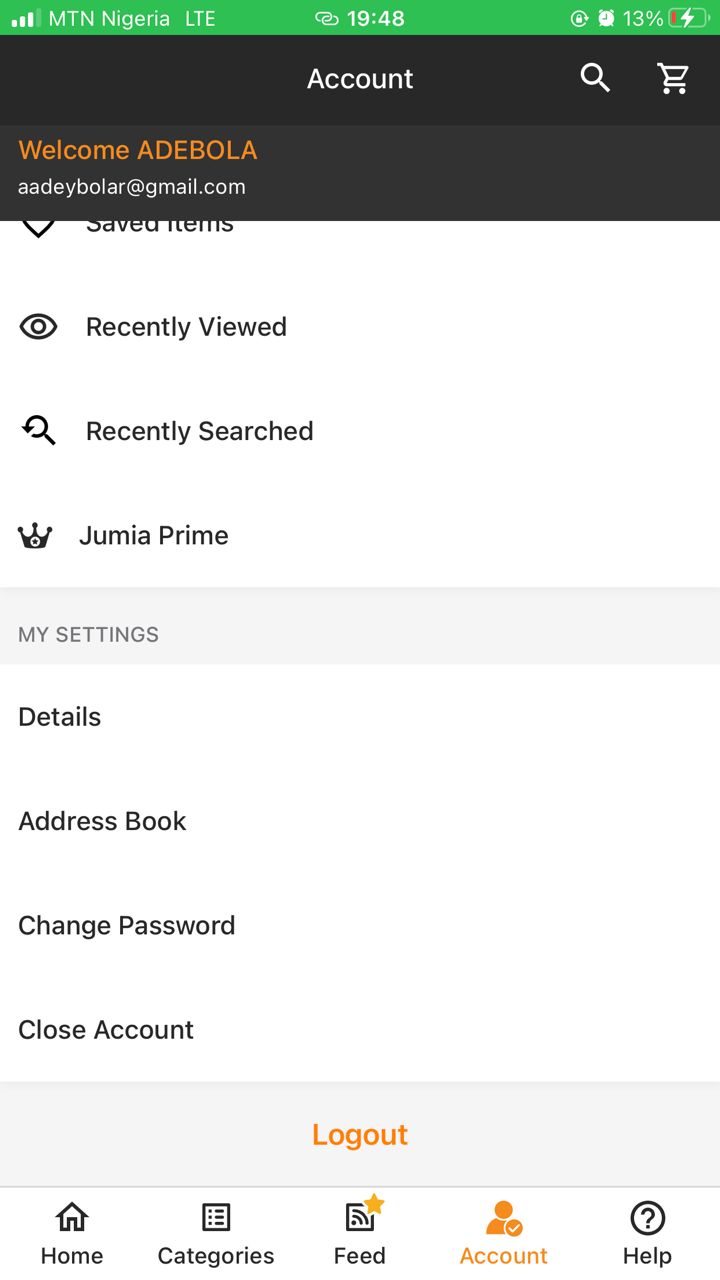 MTN Nigeria LTE 19:48 13%
Account
Welcome ADEBOLA
aadeybolar@gmail.com
Saved Items
Recently Viewed
Recently Searched
Jumia Prime
MY SETTINGS
Details
Address Book
Change Password
Close Account
Logout
Home Categories Feed Account Help